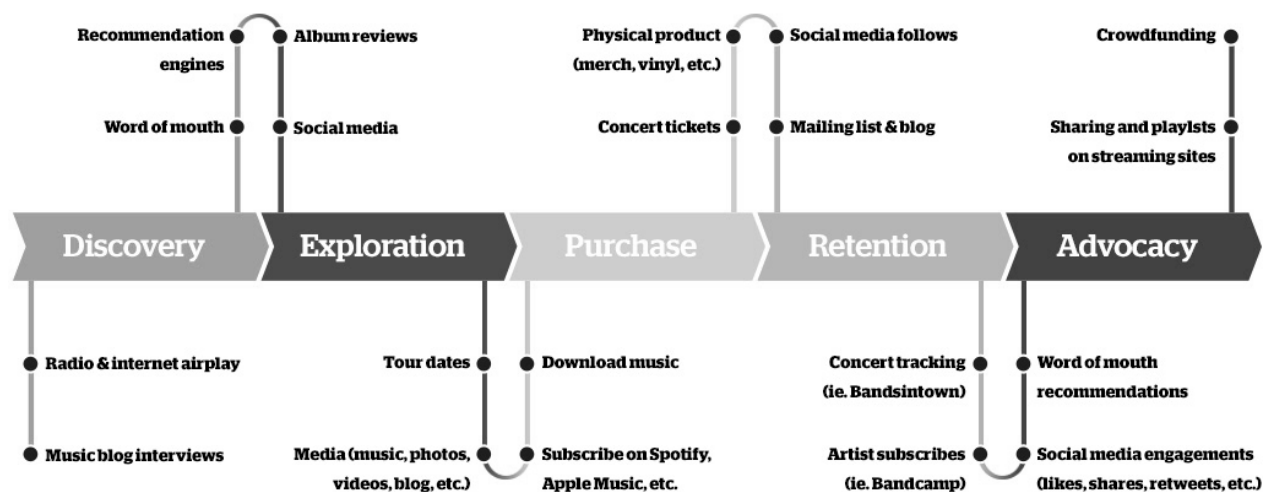 Recommendation
engines
Album reviews
Physical product
(merch, vinyl, etc.)
Social media follows
Crowdfunding
Word of mouth
Social media
Concert tickets
Mailing list & blog
Sharing and playlsts
on streaming sites
Discovery
Exploration
Purchase
Retention
Advocacy
Radio & internet airplay
Tour dates
Download music
Concert tracking
(ie. Bandsintown)
Word of mouth
recommendations
Music blog interviews
Media (music, photos,
videos, blog, etc.)
Subscribe on Spotify,
Apple Music, etc.
Artist subscribes
(ie. Bandcamp)
Social media engagements
(likes, shares, retweets, etc.)